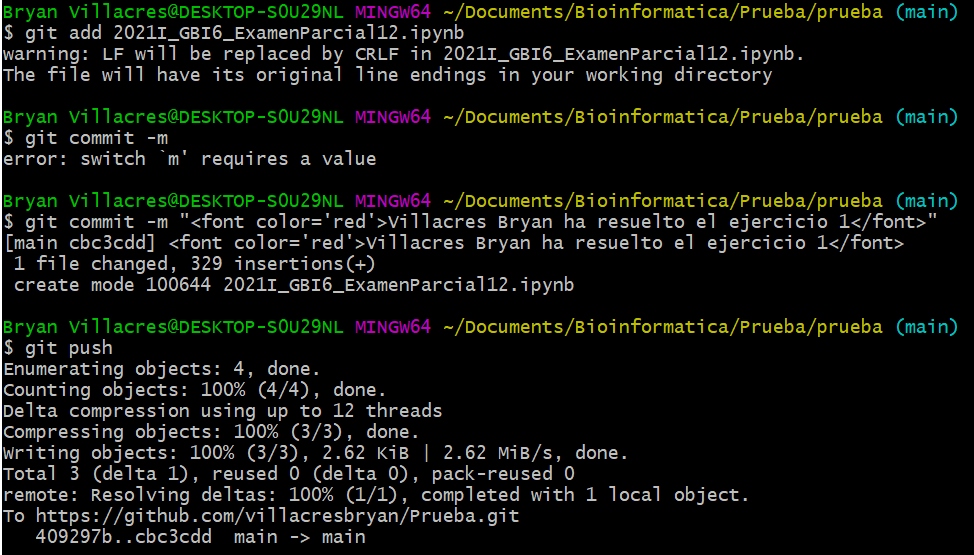 Bryan Villacres@DESKTOP-S0U29NL MINGW64 ~/Documents/Bioinformatica/Prueba/prueba (main)
$ git add 2021I_GBI6_ExamenParcial12.ipynb
warning: LF will be replaced by CRLF in 2021I_GBI6_ExamenParcial12.ipynb.
The file will have its original line endings in your working directory

Bryan Villacres@DESKTOP-S0U29NL MINGW64 ~/Documents/Bioinformatica/Prueba/prueba (main)
$ git commit -m
error: switch `m' requires a value

Bryan Villacres@DESKTOP-S0U29NL MINGW64 ~/Documents/Bioinformatica/Prueba/prueba (main)
$ git commit -m "<font color='red'>Villacres Bryan ha resuelto el ejercicio 1</font>"
[main cbc3cdd] <font color='red'>Villacres Bryan ha resuelto el ejercicio 1</font>
 1 file changed, 329 insertions(+)
 create mode 100644 2021I_GBI6_ExamenParcial12.ipynb

Bryan Villacres@DESKTOP-S0U29NL MINGW64 ~/Documents/Bioinformatica/Prueba/prueba (main)
$ git push
Enumerating objects: 4, done.
Counting objects: 100% (4/4), done.
Delta compression using up to 12 threads
Compressing objects: 100% (3/3), done.
Writing objects: 100% (3/3), 2.62 KiB | 2.62 MiB/s, done.
Total 3 (delta 1), reused 0 (delta 0), pack-reused 0
remote: Resolving deltas: 100% (1/1), completed with 1 local object.
To https://github.com/villacresbryan/Prueba.git
   409297b..cbc3cdd  main -> main